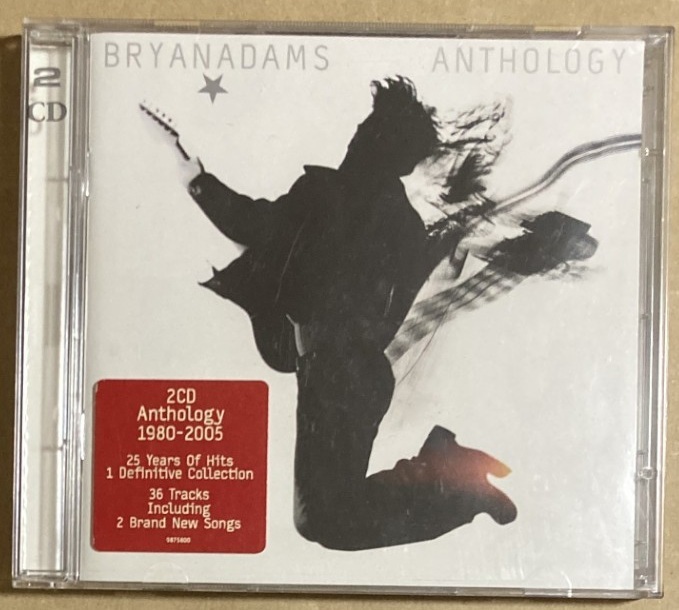 BRYANADAMS
ANTHOLOGY
2
CD
2CD
Anthology
1980-2005
25 Years Of Hits
1 Definitive Collection
36 Tracks
Including
2 Brand New Songs
9875800